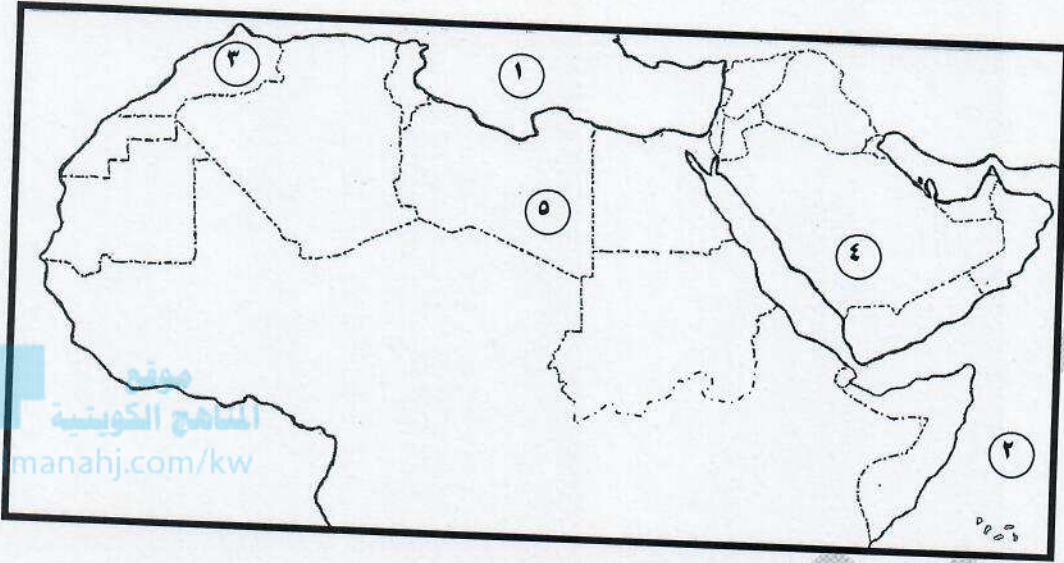 ٣
١
٥
٤
٢
موقع
المناهج الكويتية
manahj.com/kw